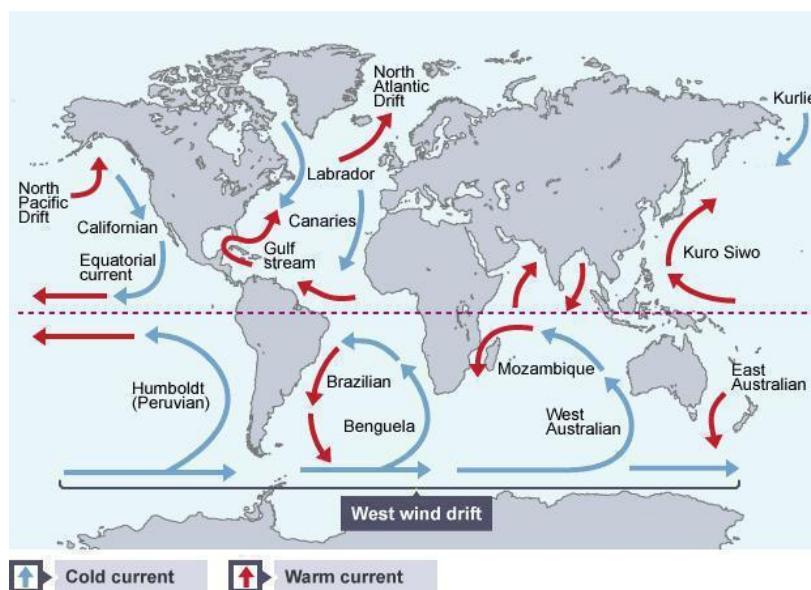 North
Atlantic
Drift
Kurlie
Labrador
North
Pacific
Drift
Californian
Canaries
Equatorial
current
Gulf
stream
Kuro Siwo
Humboldt
(Peruvian)
Brazilian
Mozambique
East
Australian
Benguela
West
Australian
West wind drift
Cold current
Warm current